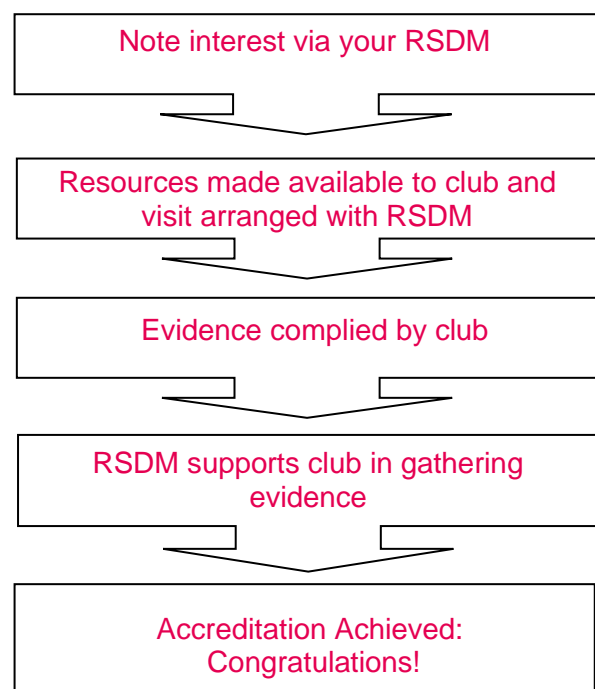 Note interest via your RSDM
Resources made available to club and
visit arranged with RSDM
Evidence complied by club
RSDM supports club in gathering
evidence
Accreditation Achieved:
Congratulations!